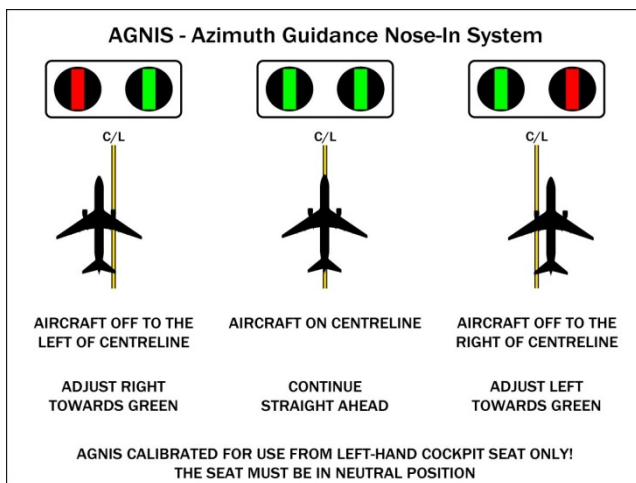 AGNIS - Azimuth Guidance Nose-In System
C/L
C/L
C/L
AIRCRAFT OFF TO THE
LEFT OF CENTRELINE
AIRCRAFT ON CENTRELINE
AIRCRAFT OFF TO THE
RIGHT OF CENTRELINE
ADJUST RIGHT
TOWARDS GREEN
CONTINUE
STRAIGHT AHEAD
ADJUST LEFT
TOWARDS GREEN
AGNIS CALIBRATED FOR USE FROM LEFT-HAND COCKPIT SEAT ONLY!
THE SEAT MUST BE IN NEUTRAL POSITION